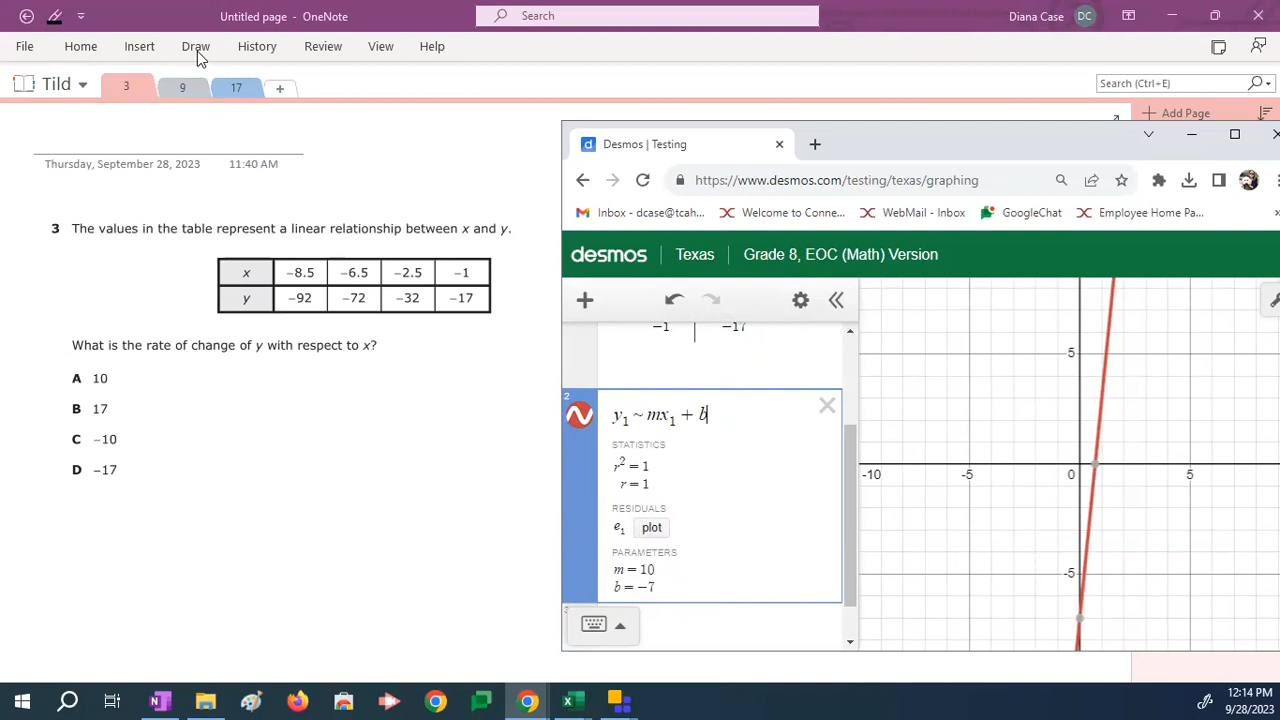 Untitled page - OneNote
Search
Diana Case
DC
File
Home
Insert
Draw
History
Review
View
Help
Tild
3
9
17
+
Search (Ctrl+E)
Add Page
Thursday, September 28, 2023
11:40 AM
3 The values in the table represent a linear relationship between x and y.
x −8.5 −6.5 −2.5 −1
y −92 −72 −32 −17
What is the rate of change of y with respect to x?
A 10
B 17
C −10
D −17
Desmos | Testing
https://www.desmos.com/testing/texas/graphing
Inbox - dcase@tcah...
Welcome to Conne...
WebMail - Inbox
GoogleChat
Employee Home Pa...
desmos
Texas
Grade 8, EOC (Math) Version
−1 −17
2
y₁ ~ mx₁ + b
STATISTICS
r² = 1
r = 1
RESIDUALS
e₁ plot
PARAMETERS
m = 10
b = −7
3
5
-10
-5
0
5
-5
12:14 PM
9/28/2023